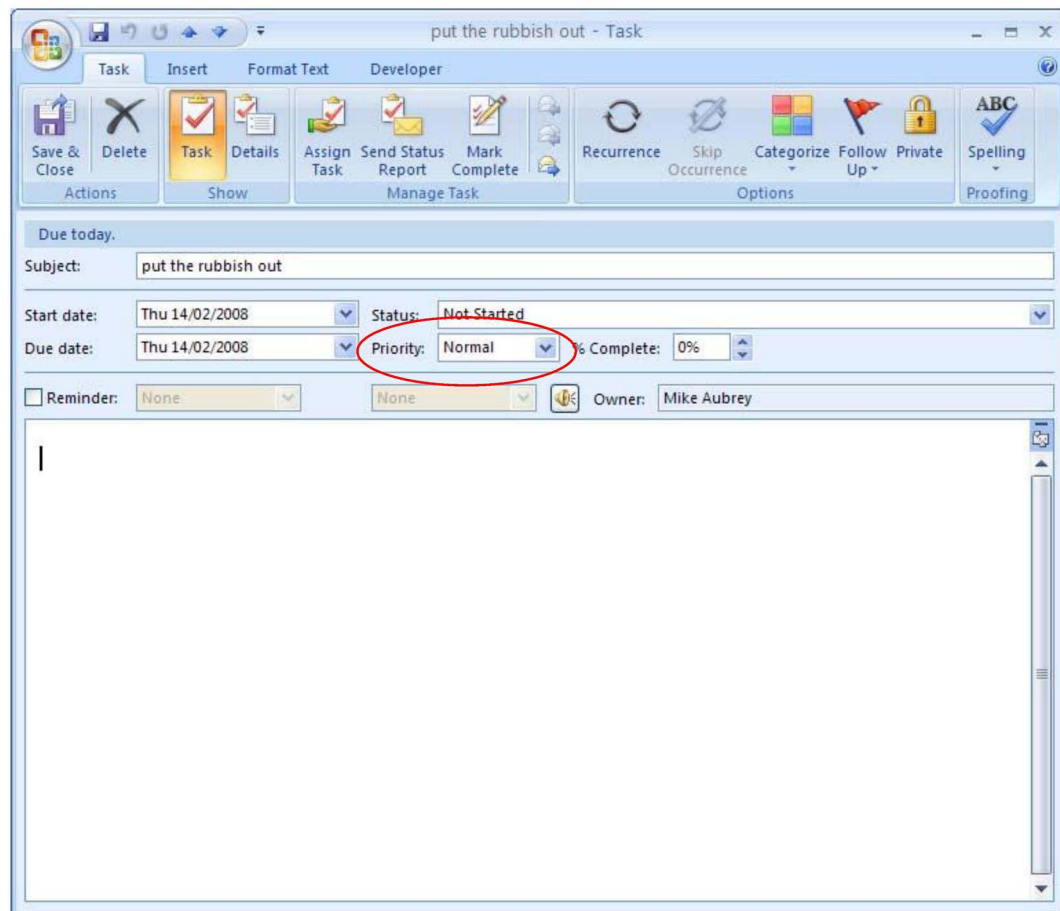 put the rubbish out - Task
Task Insert Format Text Developer
Save & Close Delete Task Details Assign Task Send Status Report Mark Complete Recurrence Skip Occurrence Categorize Follow Up Private ABC Spelling
Actions Show Manage Task Options Proofing
Due today.
Subject: put the rubbish out
Start date: Thu 14/02/2008 Status: Not Started
Due date: Thu 14/02/2008 Priority: Normal % Complete: 0%
Reminder: None None Owner: Mike Aubrey